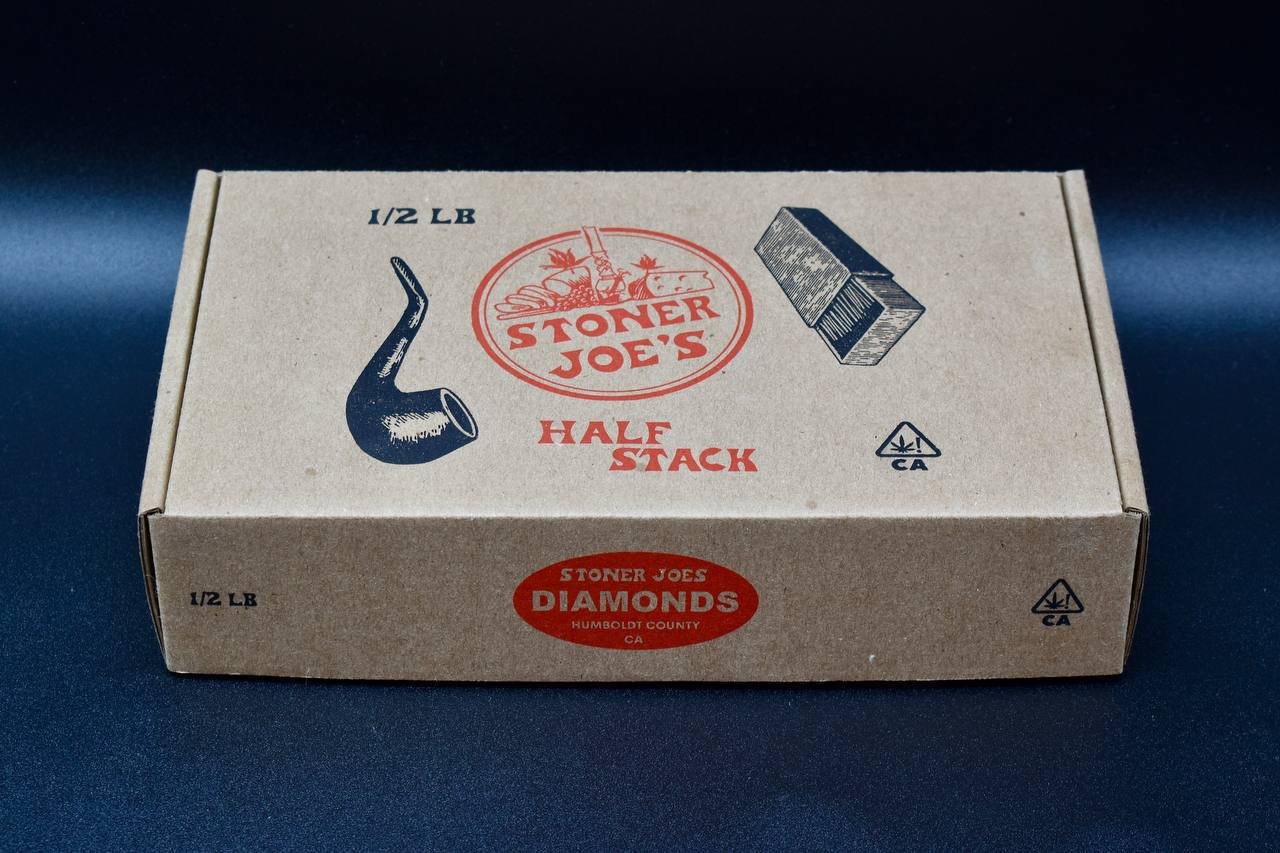 1/2 LB
STONER
JOE'S
HALF
STACK
!
CA
1/2 LB
STONER JOES
DIAMONDS
HUMBOLDT COUNTY
CA
!
CA